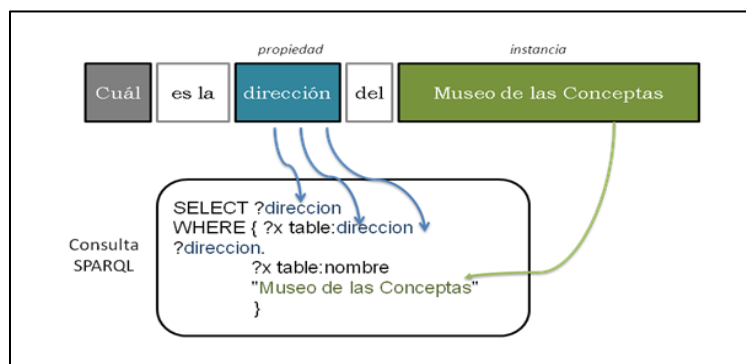 propiedad instancia
Cuál es la dirección del Museo de las Conceptas
Consulta
SPARQL
SELECT ?direccion
WHERE { ?x table:direccion
?direccion.
?x table:nombre
"Museo de las Conceptas"
}